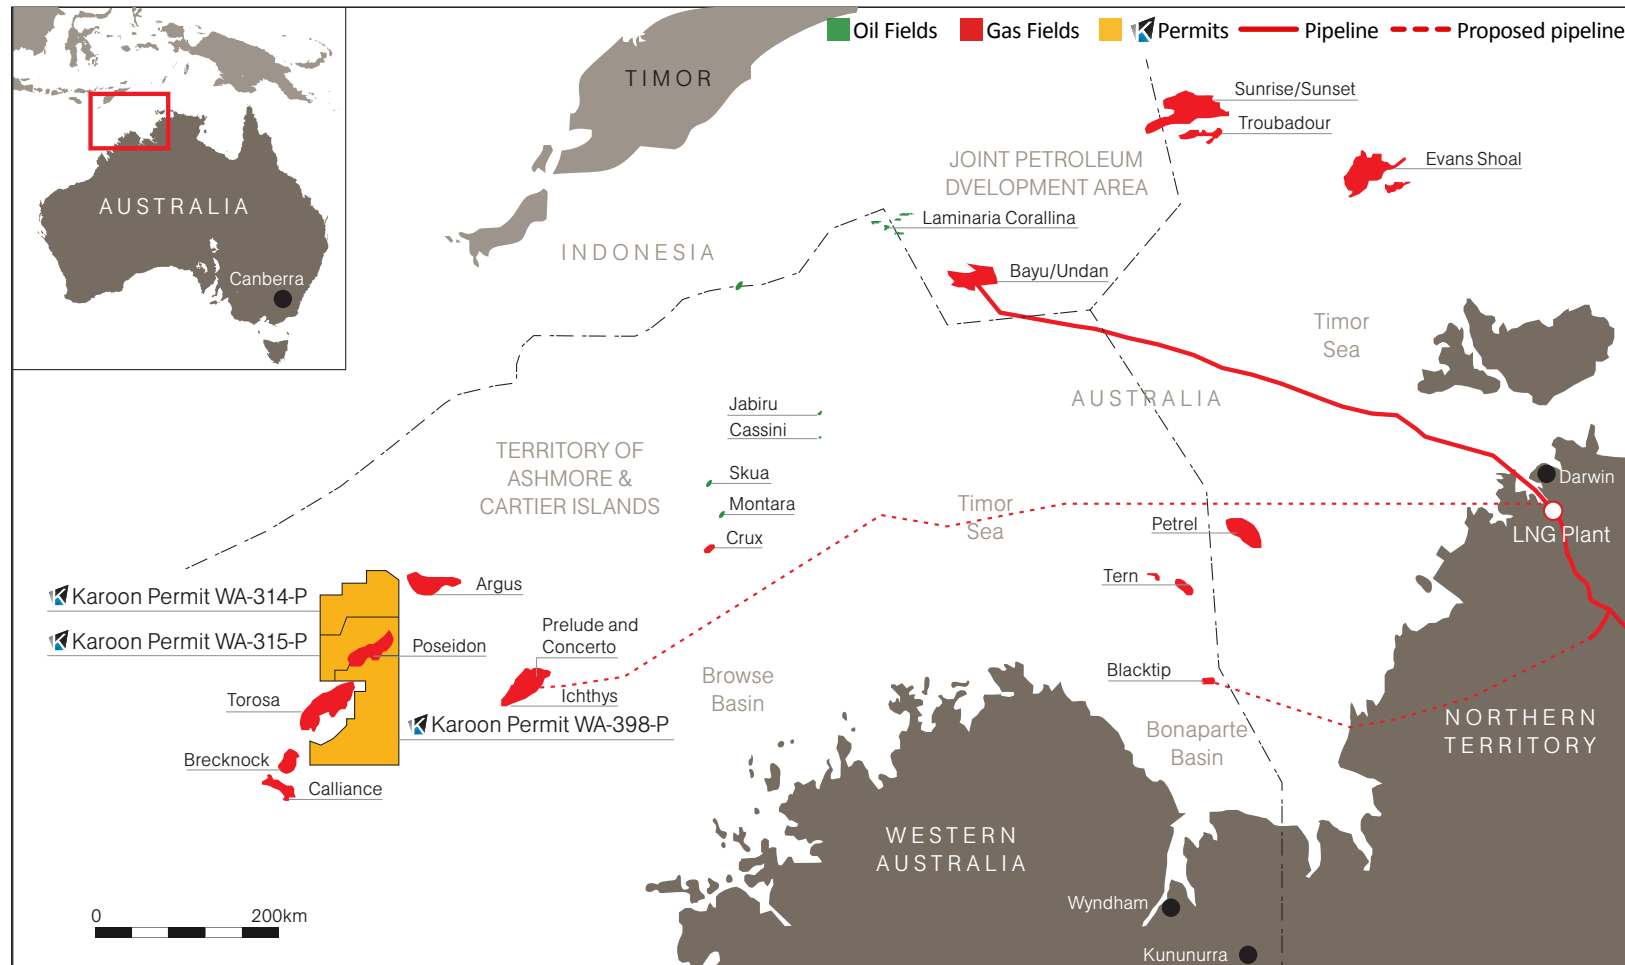 Oil Fields
Gas Fields
Permits
Pipeline
Proposed pipeline
AUSTRALIA
Canberra
TIMOR
Sunrise/Sunset
Troubadour
Evans Shoal
JOINT PETROLEUM
DVELOPMENT AREA
Laminaria Corallina
INDONESIA
Bayu/Undan
Timor
Sea
AUSTRALIA
Jabiru
Cassini
TERRITORY OF
ASHMORE &
CARTIER ISLANDS
Skua
Montara
Crux
Timor
Sea
Petrel
Tern
Darwin
LNG Plant
Karoon Permit WA-314-P
Argus
Karoon Permit WA-315-P
Poseidon
Prelude and
Concerto
Ichthys
Torosa
Karoon Permit WA-398-P
Browse
Basin
Blacktip
Bonaparte
Basin
NORTHERN
TERRITORY
Brecknock
Calliance
WESTERN
AUSTRALIA
Wyndham
Kununurra
0
200km